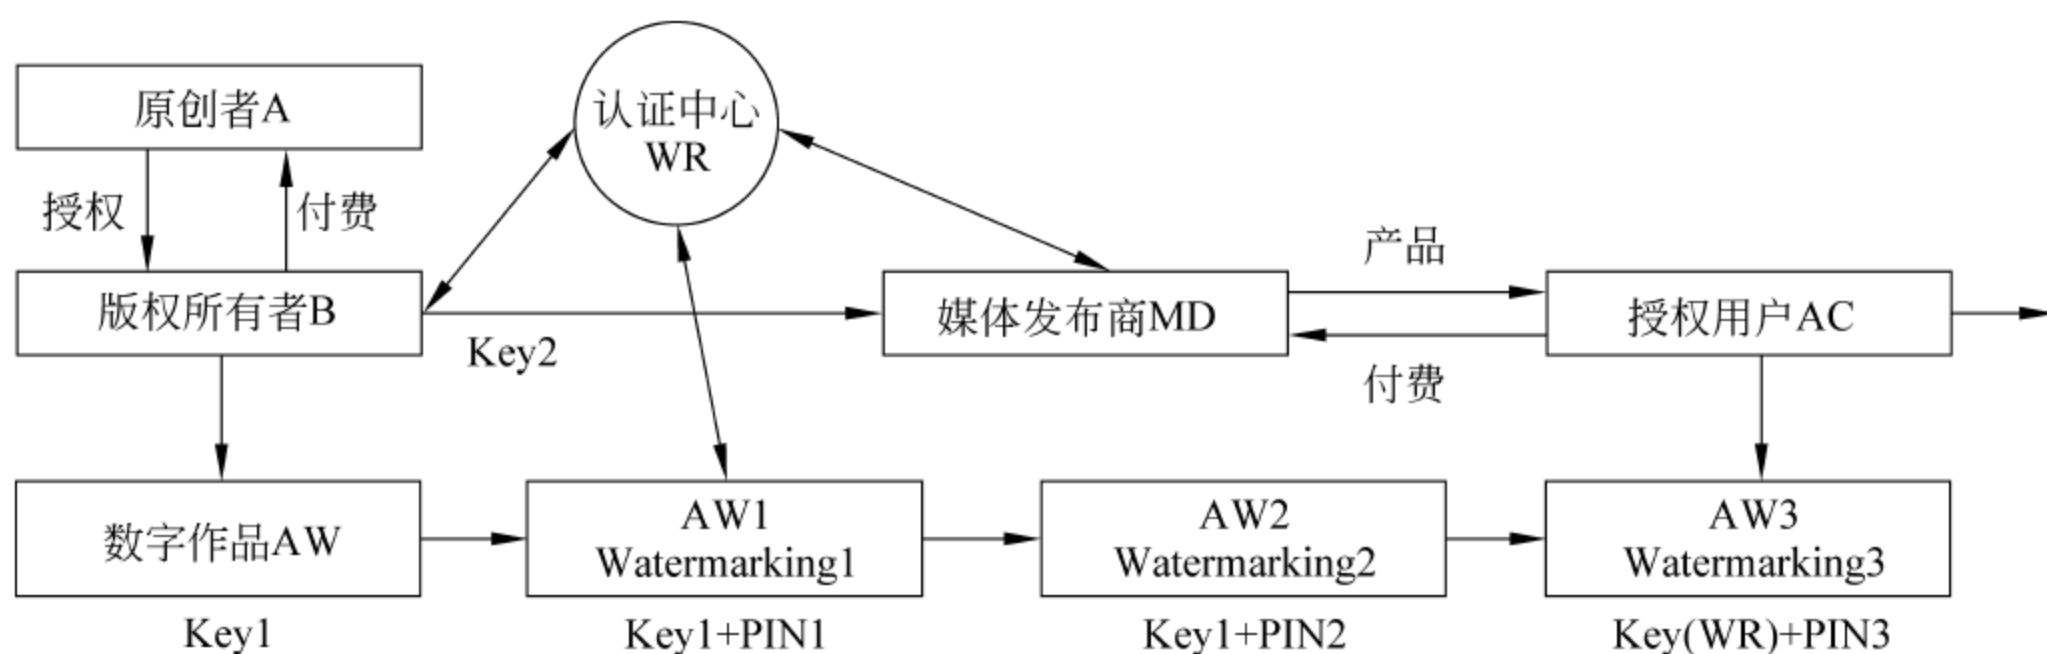 原创者A
认证中心
WR
授权
付费
产品
版权所有者B
媒体发布商MD
授权用户AC
Key2
付费
数字作品AW
AW1
Watermarking1
AW2
Watermarking2
AW3
Watermarking3
Key1
Key1+PIN1
Key1+PIN2
Key(WR)+PIN3